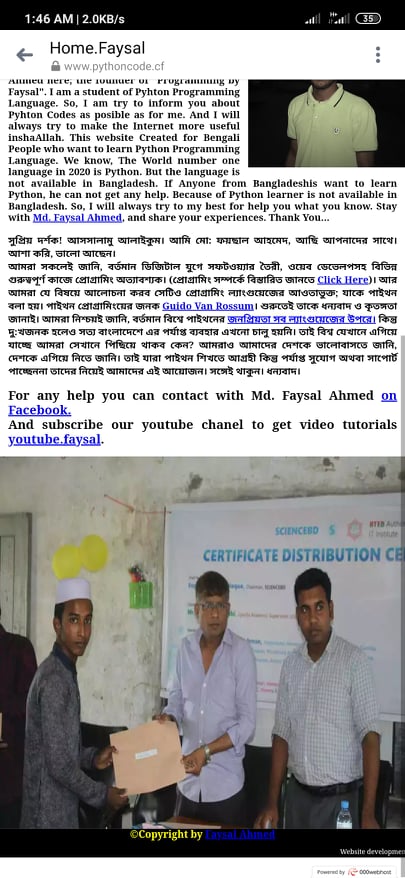 1:46 AM | 2.0KB/s
35
Home.Faysal
www.pythoncode.cf
Ahmed here, the founder of "Programming by
Faysal". I am a student of Pyhton Programming
Language. So, I am try to inform you about
Pyhton Codes as posible as for me. And I will
always try to make the Internet more useful
inshaAllah. This website Created for Bengali
People who want to learn Python Programming
Language. We know, The World number one
language in 2020 is Python. But the language is
not available in Bangladesh. If Anyone from Bangladeshis want to learn
Python, he can not get any help. Because of Python learner is not available in
Bangladesh. So, I will always try to my best for help you what you know. Stay
with Md. Faysal Ahmed, and share your experiences. Thank You...
সুপ্রিয় দর্শক! আসসালামু আলাইকুম। আমি মো: ফয়ছাল আহমেদ, আছি আপনাদের সাথে।
আশা করি, ভালো আছেন।
আমরা সকলেই জানি, বর্তমান ডিজিটাল যুগে সফটওয়্যার তৈরী, ওয়েব ডেভেলপসহ বিভিন্ন
গুরুত্বপূর্ণ কাজে প্রোগ্রামিং অত্যাবশ্যক। (প্রোগ্রামিং সম্পর্কে বিস্তারিত জানতে Click Here)। আর
আমরা যে বিষয়ে আলোচনা করব সেটিও প্রোগ্রামিং ল্যাংগুয়েজের আওতাভুক্ত; যাকে পাইথন
বলা হয়। পাইথন প্রোগ্রামিংয়ের জনক Guido Van Rossum। শুরুতেই তাকে ধন্যবাদ ও কৃতজ্ঞতা
জানাই। আমরা নিশ্চয়ই জানি, বর্তমান বিশ্বে পাইথনের জনপ্রিয়তা সব ল্যাংগুয়েজের উপরে। কিন্তু
দু:খজনক হলেও সত্য বাংলাদেশে এর পর্যাপ্ত ব্যবহার এখনো চালু হয়নি। তাই বিশ্ব যেখানে এগিয়ে
যাচ্ছে আমরা সেখানে পিছিয়ে থাকব কেন? আমরাও আমাদের দেশকে ভালোবাসতে জানি,
দেশকে এগিয়ে নিতে জানি। তাই যারা পাইথন শিখতে আগ্রহী কিন্তু পর্যাপ্ত সুযোগ অথবা সাপোর্ট
পাচ্ছেননা তাদের নিয়েই আমাদের এই আয়োজন। সঙ্গেই থাকুন। ধন্যবাদ।
For any help you can contact with Md. Faysal Ahmed on
Facebook.
And subscribe our youtube chanel to get video tutorials
youtube.faysal.
SCIENCEBD
BTEB Autho
IT Institute
CERTIFICATE DISTRIBUTION CE
Chairman, SCIENCEBD
©Copyright by Faysal Ahmed
Website developmen
Powered by 000webhost